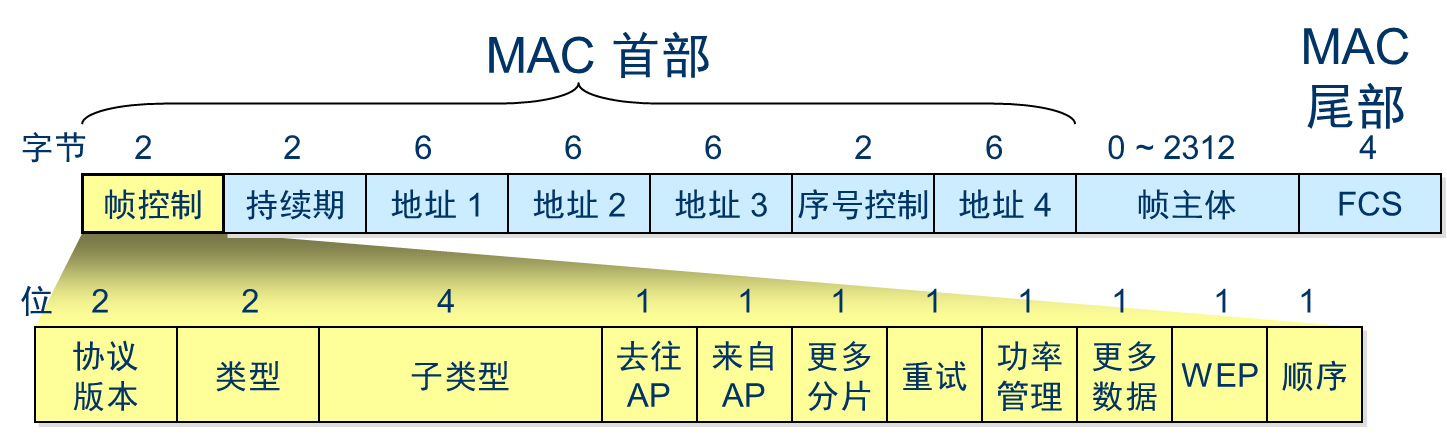 MAC 首部
MAC
尾部
字节 2 2 6 6 6 2 6 0 ~ 2312 4
帧控制 持续期 地址 1 地址 2 地址 3 序号控制 地址 4 帧主体 FCS
位 2 2 4 1 1 1 1 1 1 1 1
协议 去往 来自 更多 功率 更多
类型 子类型 重试 WEP 顺序
版本 AP AP 分片 管理 数据